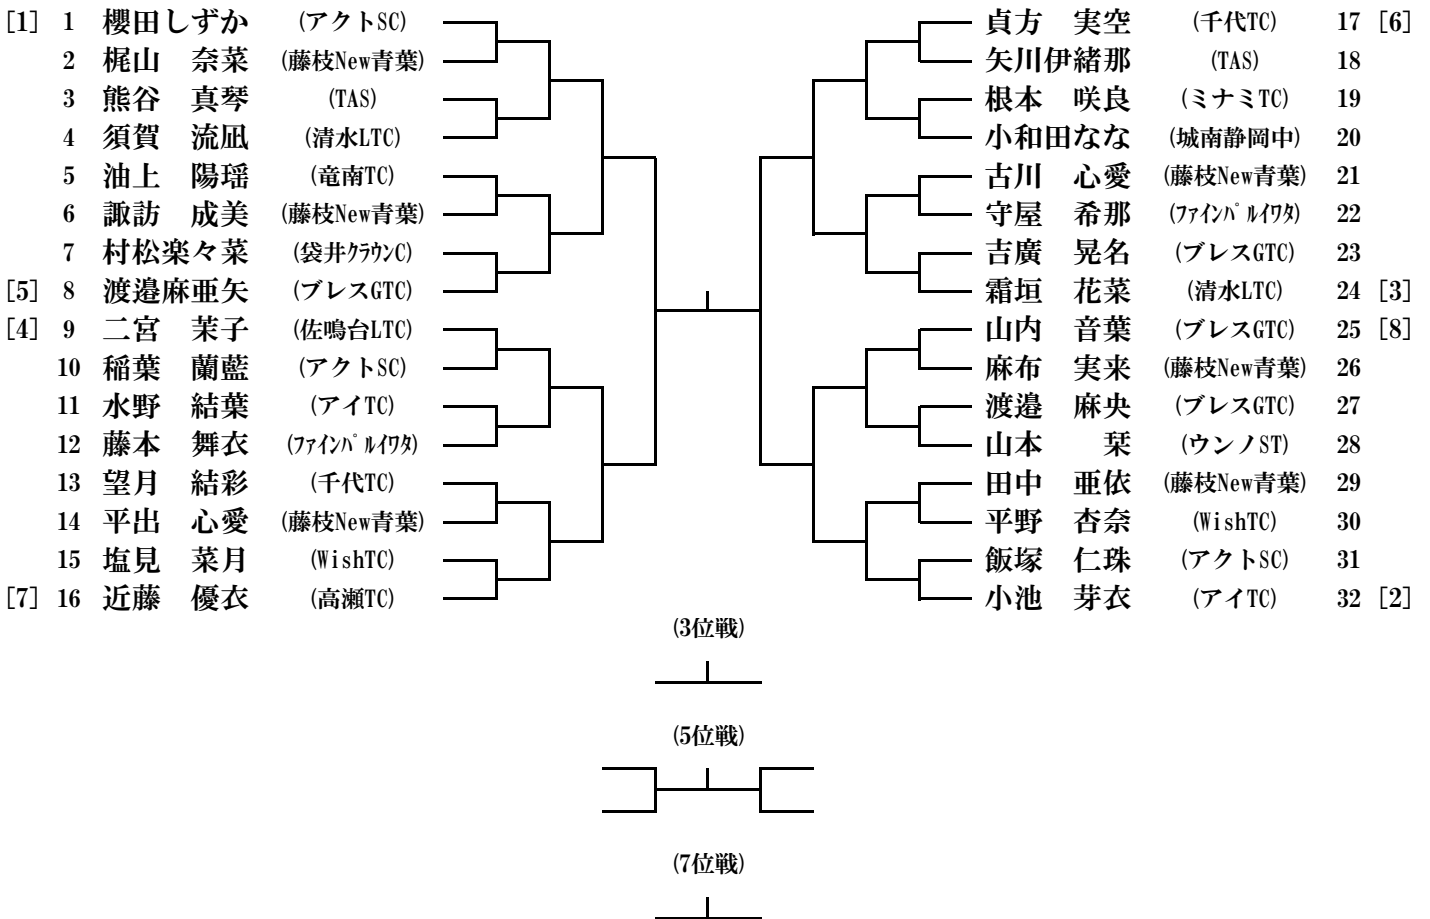 [1] 1 櫻田しずか (アクトSC)
2 梶山 奈菜 (藤枝New青葉)
3 熊谷 真琴 (TAS)
4 須賀 流凪 (清水LTC)
5 油上 陽瑶 (竜南TC)
6 諏訪 成美 (藤枝New青葉)
7 村松楽々菜 (袋井ｸﾗｳﾝC)
[5] 8 渡邉麻亜矢 (ブレスGTC)
[4] 9 二宮 茉子 (佐鳴台LTC)
10 稲葉 蘭藍 (アクトSC)
11 水野 結葉 (アイTC)
12 藤本 舞衣 (ﾌｧｲﾝﾊﾟﾙｲﾜﾀ)
13 望月 結彩 (千代TC)
14 平出 心愛 (藤枝New青葉)
15 塩見 菜月 (WishTC)
[7] 16 近藤 優衣 (高瀬TC)
貞方 実空 (千代TC) 17 [6]
矢川伊緒那 (TAS) 18
根本 咲良 (ミナミTC) 19
小和田なな (城南静岡中) 20
古川 心愛 (藤枝New青葉) 21
守屋 希那 (ﾌｧｲﾝﾊﾟﾙｲﾜﾀ) 22
吉廣 晃名 (ブレスGTC) 23
霜垣 花菜 (清水LTC) 24 [3]
山内 音葉 (ブレスGTC) 25 [8]
麻布 実来 (藤枝New青葉) 26
渡邉 麻央 (ブレスGTC) 27
山本 栞 (ウンノST) 28
田中 亜依 (藤枝New青葉) 29
平野 杏奈 (WishTC) 30
飯塚 仁珠 (アクトSC) 31
小池 芽衣 (アイTC) 32 [2]
(3位戦)
(5位戦)
(7位戦)